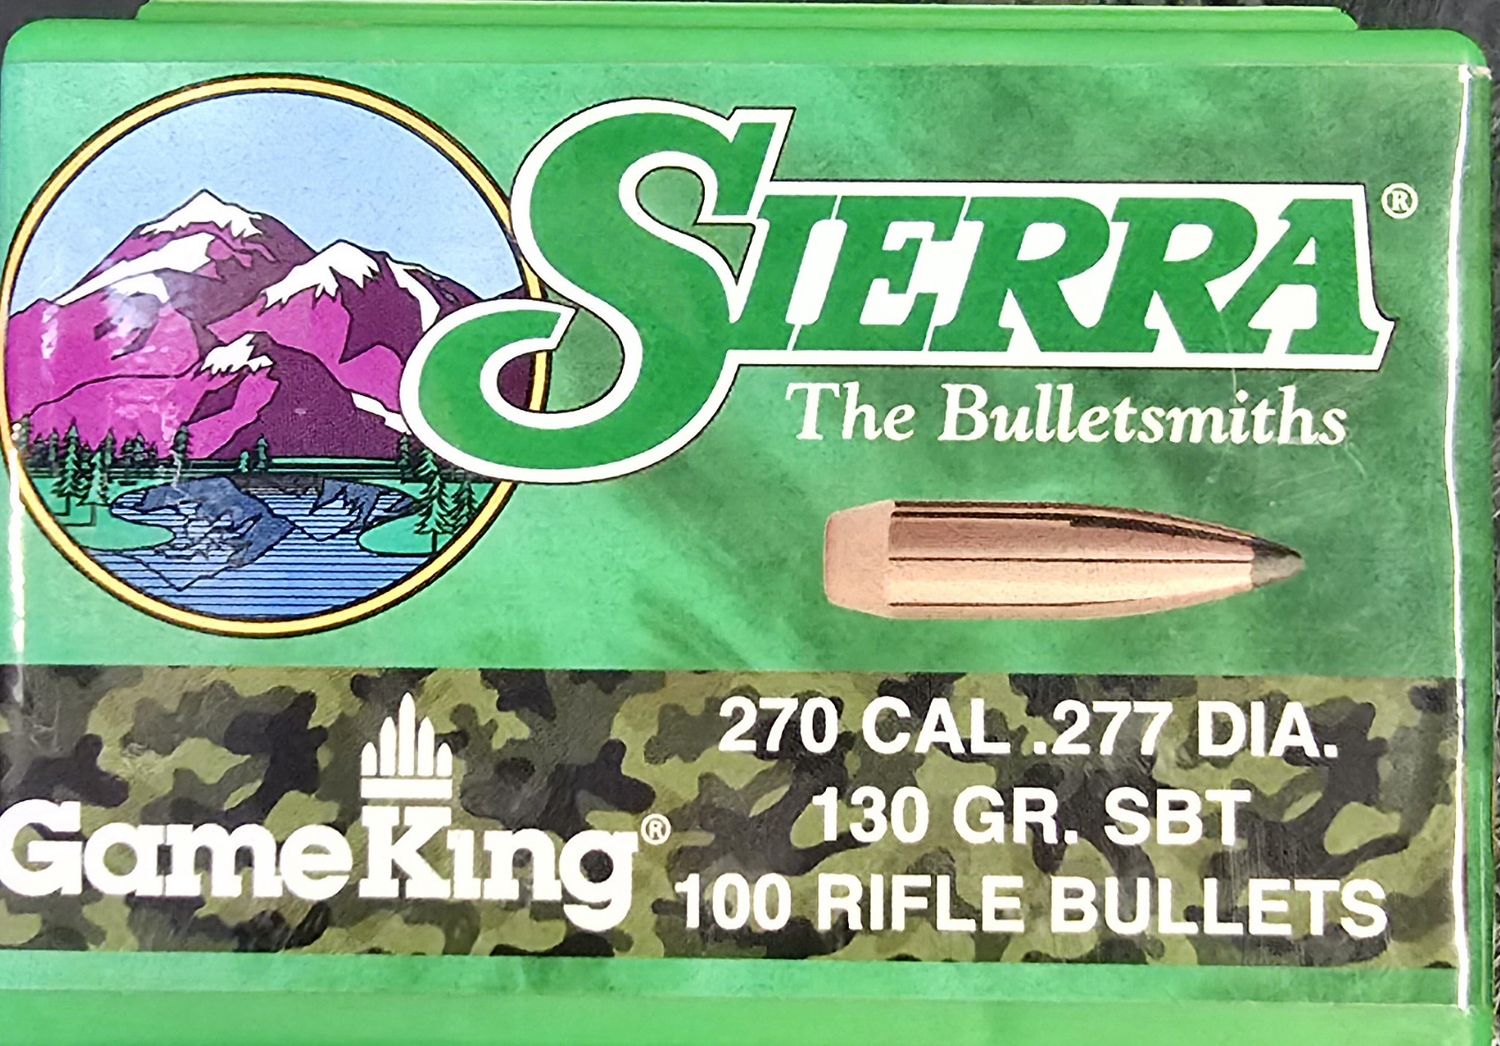 SIERRA®
The Bulletsmiths
GameKing®
270 CAL .277 DIA.
130 GR. SBT
100 RIFLE BULLETS